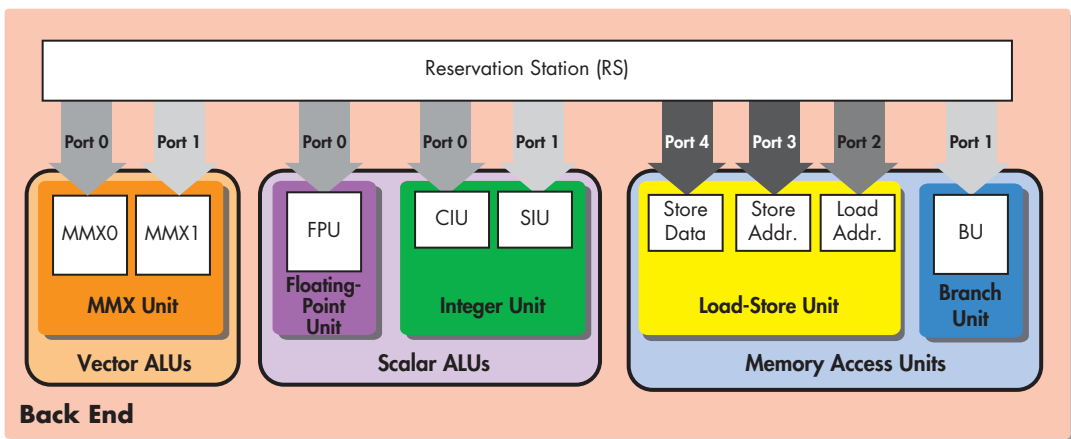 Reservation Station (RS)
Port 0
Port 1
Port 0
Port 0
Port 1
Port 4
Port 3
Port 2
Port 1
MMX0
MMX1
MMX Unit
Vector ALUs
FPU
Floating-
Point
Unit
CIU
SIU
Integer Unit
Scalar ALUs
Store
Data
Store
Addr.
Load
Addr.
Load-Store Unit
BU
Branch
Unit
Memory Access Units
Back End